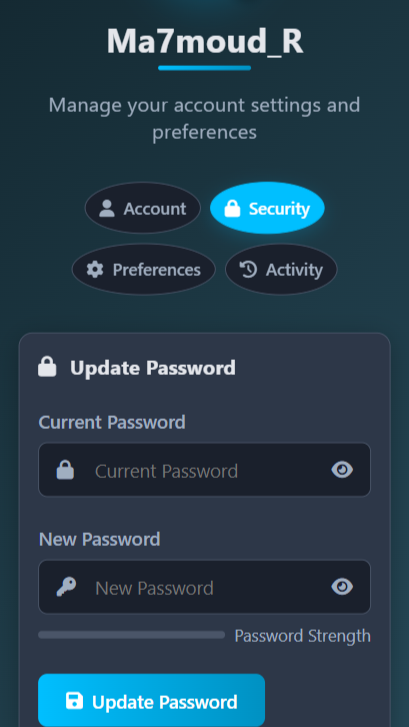 Ma7moud_R
Manage your account settings and
preferences
Account
Security
Preferences
Activity
Update Password
Current Password
Current Password
New Password
New Password
Password Strength
Update Password